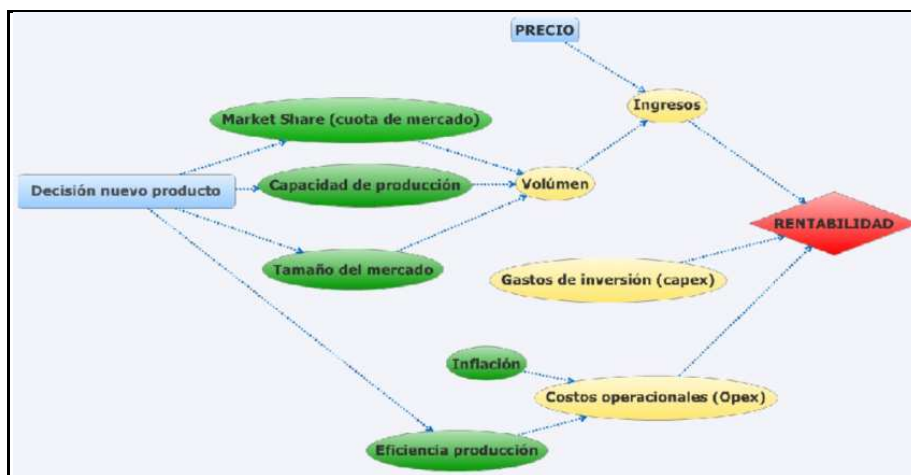 PRECIO
Ingresos
Market Share (cuota de mercado)
Decisión nuevo producto
Capacidad de producción
Volúmen
RENTABILIDAD
Tamaño del mercado
Gastos de inversión (capex)
Inflación
Costos operacionales (Opex)
Eficiencia producción